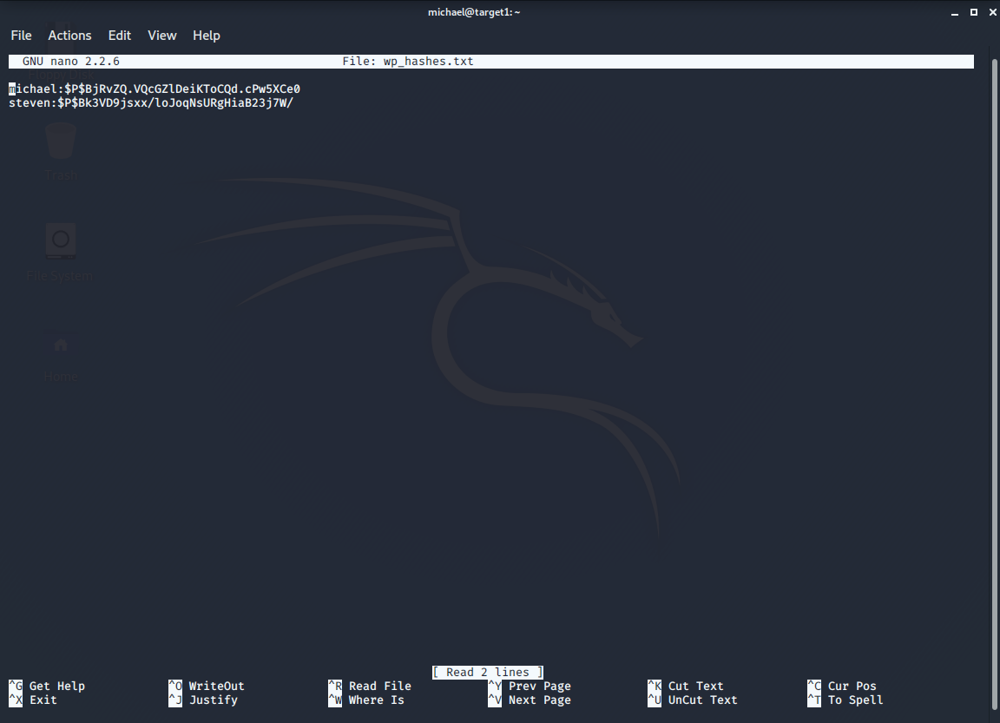 michael@target1: ~
File Actions Edit View Help
GNU nano 2.2.6 File: wp_hashes.txt
michael:$P$BjRvZQ.VQcGZlDeiKToCQd.cPw5XCe0
steven:$P$Bk3VD9jsxx/loJoqNsURgHiaB23j7W/
Trash
File System
Home
[ Read 2 lines ]
^G Get Help ^O WriteOut ^R Read File ^Y Prev Page ^K Cut Text ^C Cur Pos
^X Exit ^J Justify ^W Where Is ^V Next Page ^U UnCut Text ^T To Spell